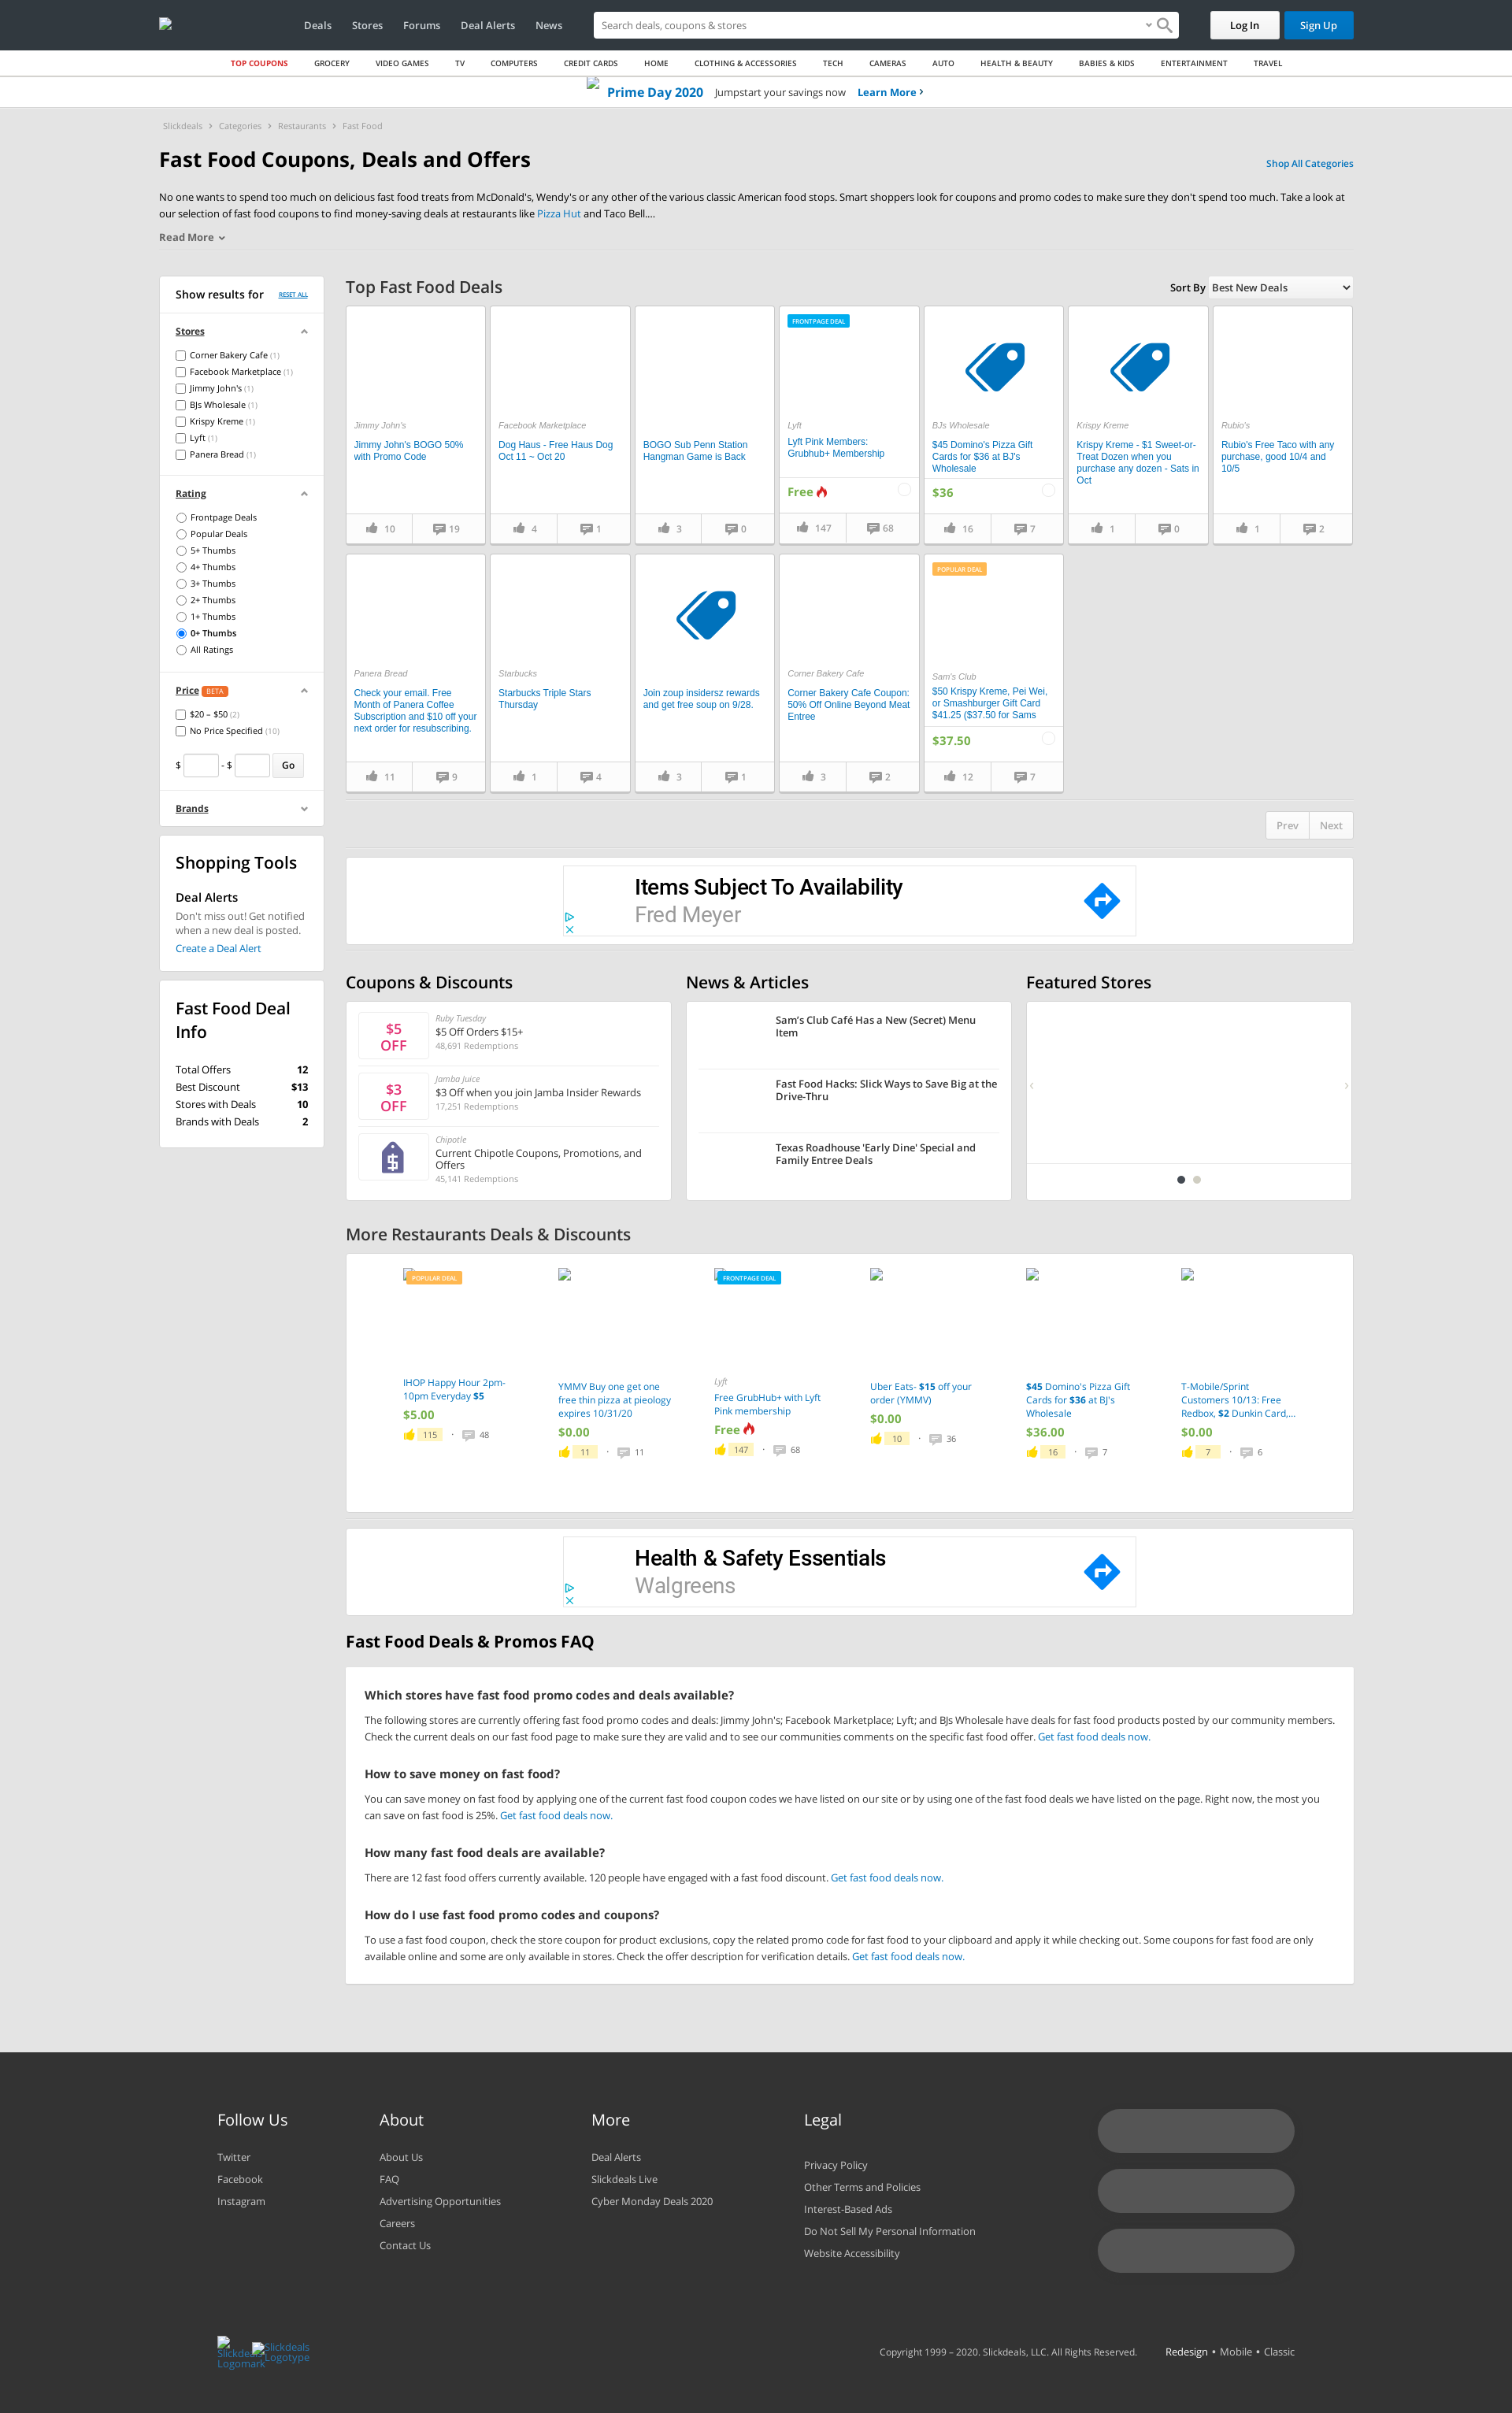 Deals Stores Forums Deal Alerts News
Search deals, coupons & stores
Log In
Sign Up
TOP COUPONS GROCERY VIDEO GAMES TV COMPUTERS CREDIT CARDS HOME CLOTHING & ACCESSORIES TECH CAMERAS AUTO HEALTH & BEAUTY BABIES & KIDS ENTERTAINMENT TRAVEL
Prime Day 2020 Jumpstart your savings now Learn More ›
Slickdeals › Categories › Restaurants › Fast Food
Fast Food Coupons, Deals and Offers
Shop All Categories
No one wants to spend too much on delicious fast food treats from McDonald's, Wendy's or any other of the various classic American food stops. Smart shoppers look for coupons and promo codes to make sure they don't spend too much. Take a look at
our selection of fast food coupons to find money-saving deals at restaurants like Pizza Hut and Taco Bell....
Read More
Show results for
RESET ALL
Stores
Corner Bakery Cafe (1)
Facebook Marketplace (1)
Jimmy John's (1)
BJs Wholesale (1)
Krispy Kreme (1)
Lyft (1)
Panera Bread (1)
Rating
Frontpage Deals
Popular Deals
5+ Thumbs
4+ Thumbs
3+ Thumbs
2+ Thumbs
1+ Thumbs
0+ Thumbs
All Ratings
Price BETA
$20 – $50 (2)
No Price Specified (10)
$ - $ Go
Brands
Shopping Tools
Deal Alerts
Don't miss out! Get notified
when a new deal is posted.
Create a Deal Alert
Fast Food Deal
Info
Total Offers 12
Best Discount $13
Stores with Deals 10
Brands with Deals 2
Top Fast Food Deals
Sort By Best New Deals
Jimmy John's
Jimmy John's BOGO 50%
with Promo Code
10 19
Facebook Marketplace
Dog Haus - Free Haus Dog
Oct 11 ~ Oct 20
4 1
BOGO Sub Penn Station
Hangman Game is Back
3 0
FRONTPAGE DEAL
Lyft
Lyft Pink Members:
Grubhub+ Membership
Free
147 68
BJs Wholesale
$45 Domino's Pizza Gift
Cards for $36 at BJ's
Wholesale
$36
16 7
Krispy Kreme
Krispy Kreme - $1 Sweet-or-
Treat Dozen when you
purchase any dozen - Sats in
Oct
1 0
Rubio's
Rubio's Free Taco with any
purchase, good 10/4 and
10/5
1 2
Panera Bread
Check your email. Free
Month of Panera Coffee
Subscription and $10 off your
next order for resubscribing.
11 9
Starbucks
Starbucks Triple Stars
Thursday
1 4
Join zoup insidersz rewards
and get free soup on 9/28.
3 1
Corner Bakery Cafe
Corner Bakery Cafe Coupon:
50% Off Online Beyond Meat
Entree
3 2
POPULAR DEAL
Sam's Club
$50 Krispy Kreme, Pei Wei,
or Smashburger Gift Card
$41.25 ($37.50 for Sams
$37.50
12 7
Prev Next
Items Subject To Availability
Fred Meyer
Coupons & Discounts
$5
OFF
Ruby Tuesday
$5 Off Orders $15+
48,691 Redemptions
$3
OFF
Jamba Juice
$3 Off when you join Jamba Insider Rewards
17,251 Redemptions
Chipotle
Current Chipotle Coupons, Promotions, and
Offers
45,141 Redemptions
News & Articles
Sam's Club Café Has a New (Secret) Menu
Item
Fast Food Hacks: Slick Ways to Save Big at the
Drive-Thru
Texas Roadhouse 'Early Dine' Special and
Family Entree Deals
Featured Stores
More Restaurants Deals & Discounts
POPULAR DEAL
IHOP Happy Hour 2pm-
10pm Everyday $5
$5.00
115 · 48
YMMV Buy one get one
free thin pizza at pieology
expires 10/31/20
$0.00
11 · 11
FRONTPAGE DEAL
Lyft
Free GrubHub+ with Lyft
Pink membership
Free
147 · 68
Uber Eats- $15 off your
order (YMMV)
$0.00
10 · 36
$45 Domino's Pizza Gift
Cards for $36 at BJ's
Wholesale
$36.00
16 · 7
T-Mobile/Sprint
Customers 10/13: Free
Redbox, $2 Dunkin Card,...
$0.00
7 · 6
Health & Safety Essentials
Walgreens
Fast Food Deals & Promos FAQ
Which stores have fast food promo codes and deals available?
The following stores are currently offering fast food promo codes and deals: Jimmy John's; Facebook Marketplace; Lyft; and BJs Wholesale have deals for fast food products posted by our community members.
Check the current deals on our fast food page to make sure they are valid and to see our communities comments on the specific fast food offer. Get fast food deals now.
How to save money on fast food?
You can save money on fast food by applying one of the current fast food coupon codes we have listed on our site or by using one of the fast food deals we have listed on the page. Right now, the most you
can save on fast food is 25%. Get fast food deals now.
How many fast food deals are available?
There are 12 fast food offers currently available. 120 people have engaged with a fast food discount. Get fast food deals now.
How do I use fast food promo codes and coupons?
To use a fast food coupon, check the store coupon for product exclusions, copy the related promo code for fast food to your clipboard and apply it while checking out. Some coupons for fast food are only
available online and some are only available in stores. Check the offer description for verification details. Get fast food deals now.
Follow Us
Twitter
Facebook
Instagram
About
About Us
FAQ
Advertising Opportunities
Careers
Contact Us
More
Deal Alerts
Slickdeals Live
Cyber Monday Deals 2020
Legal
Privacy Policy
Other Terms and Policies
Interest-Based Ads
Do Not Sell My Personal Information
Website Accessibility
Slickdeals
Logomark
Slickdeals
Logotype
Copyright 1999 – 2020. Slickdeals, LLC. All Rights Reserved.
Redesign • Mobile • Classic